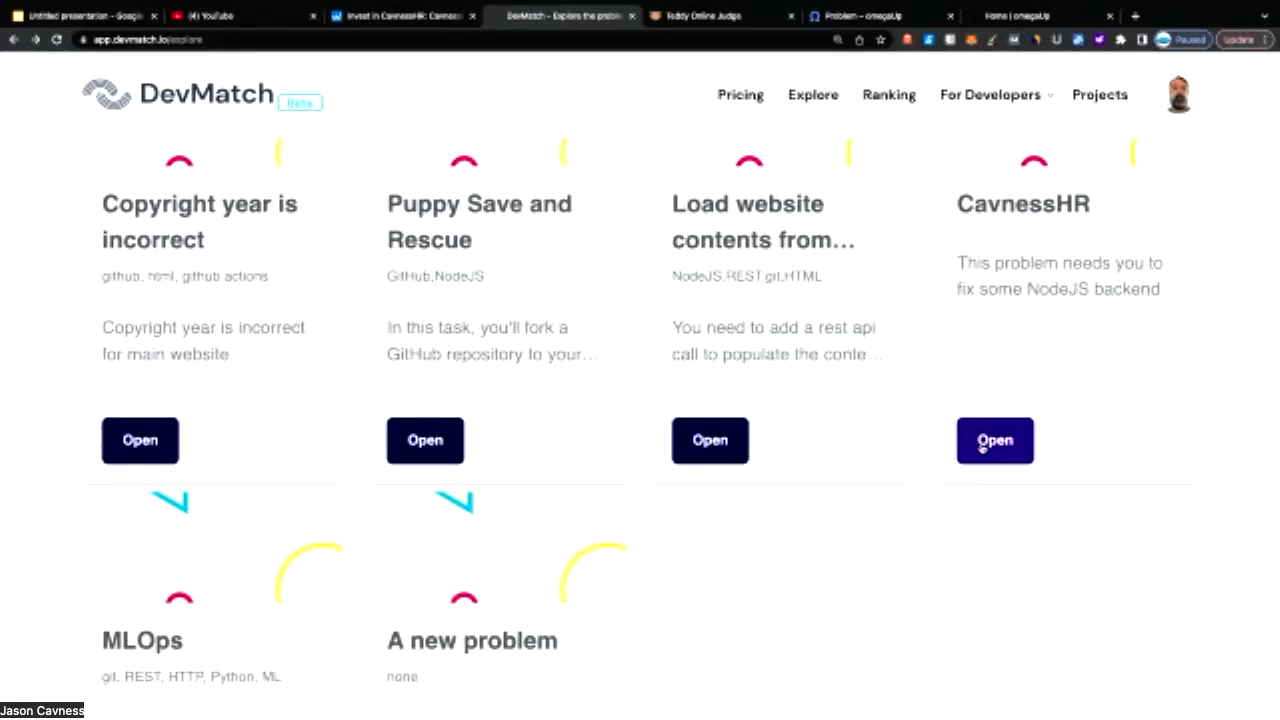 Untitled presentation - Googl
(4) YouTube
Invest in CavnessHR: Cavness
DevMatch - Explore the proble
Teddy Online Judge
Problem - omegaUp
Home | omegaUp
app.devmatch.io/explore
Paused
Update
DevMatch Beta
Pricing
Explore
Ranking
For Developers
Projects
Copyright year is
incorrect
github, html, github actions
Copyright year is incorrect
for main website
Open
Puppy Save and
Rescue
GitHub,NodeJS
In this task, you'll fork a
GitHub repository to your...
Open
Load website
contents from...
NodeJS,REST,git,HTML
You need to add a rest api
call to populate the conte...
Open
CavnessHR
This problem needs you to
fix some NodeJS backend
Open
MLOps
git, REST, HTTP, Python, ML
A new problem
none
Jason Cavness